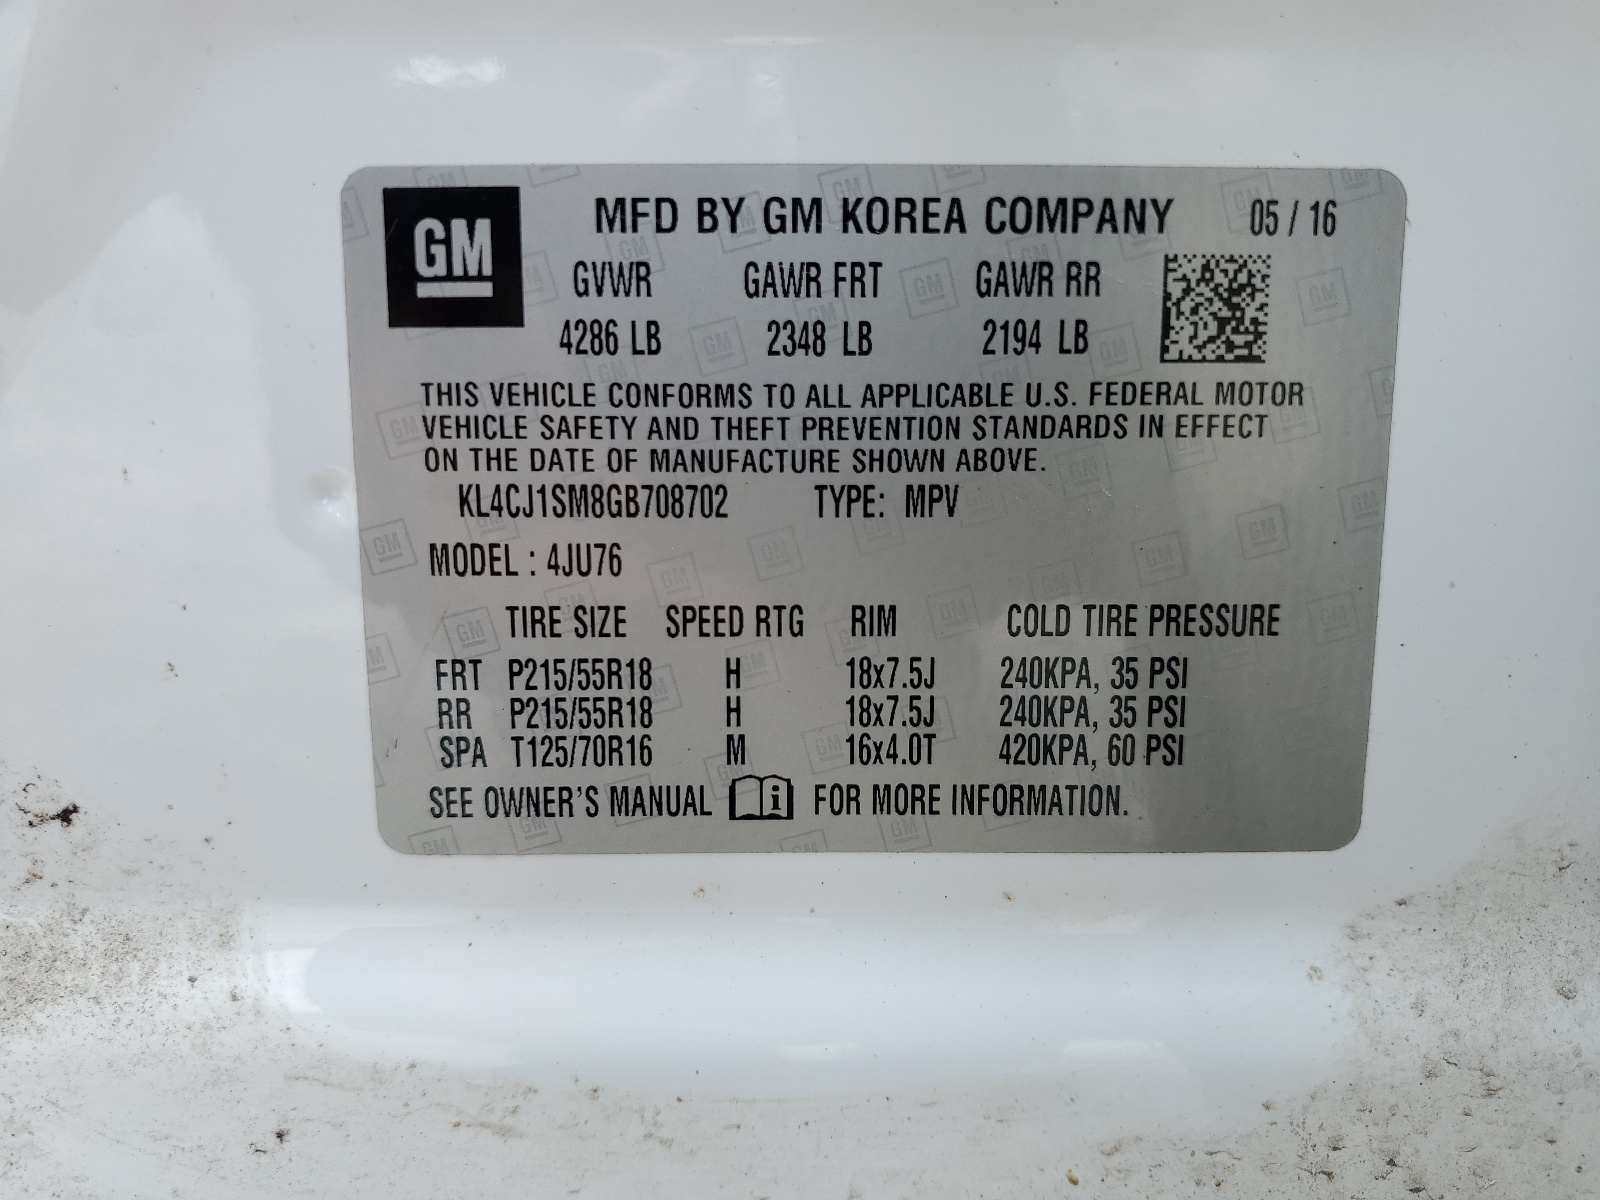 GM
MFD BY GM KOREA COMPANY 05 / 16
GVWR GAWR FRT GAWR RR
4286 LB 2348 LB 2194 LB
THIS VEHICLE CONFORMS TO ALL APPLICABLE U.S. FEDERAL MOTOR
VEHICLE SAFETY AND THEFT PREVENTION STANDARDS IN EFFECT
ON THE DATE OF MANUFACTURE SHOWN ABOVE.
KL4CJ1SM8GB708702 TYPE: MPV
MODEL : 4JU76
TIRE SIZE SPEED RTG RIM COLD TIRE PRESSURE
FRT P215/55R18 H 18x7.5J 240KPA, 35 PSI
RR P215/55R18 H 18x7.5J 240KPA, 35 PSI
SPA T125/70R16 M 16x4.0T 420KPA, 60 PSI
SEE OWNER'S MANUAL i FOR MORE INFORMATION.